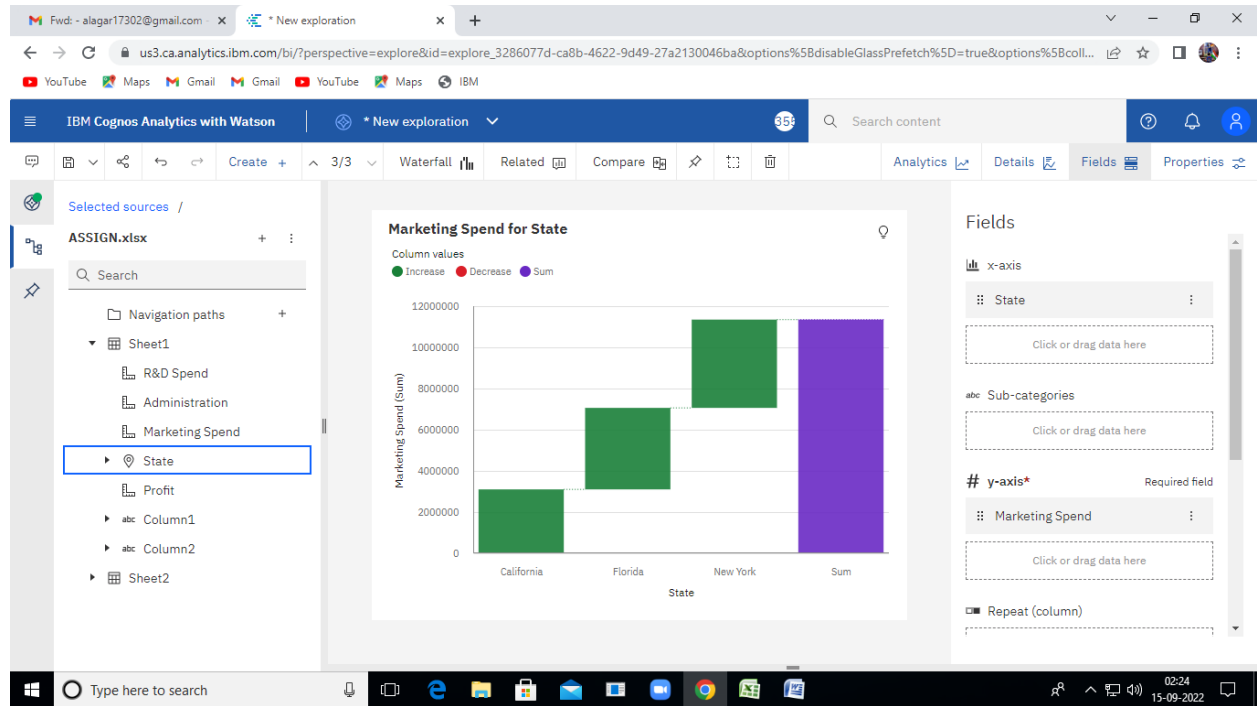 Fwd: - alagar17302@gmail.com -
* New exploration
us3.ca.analytics.ibm.com/bi/?perspective=explore&id=explore_3286077d-ca8b-4622-9d49-27a2130046ba&options%5BdisableGlassPrefetch%5D=true&options%5Bcoll...
YouTube Maps Gmail Gmail YouTube Maps IBM
IBM Cognos Analytics with Watson
* New exploration
Search content
Create + 3/3 Waterfall Related Compare Analytics Details Fields Properties
Selected sources /
ASSIGN.xlsx
Search
Navigation paths
Sheet1
R&D Spend
Administration
Marketing Spend
State
Profit
abc Column1
abc Column2
Sheet2
Marketing Spend for State
Column values
Increase Decrease Sum
12000000
10000000
8000000
6000000
4000000
2000000
0
Marketing Spend (Sum)
California Florida New York Sum
State
Fields
x-axis
State
Click or drag data here
abc Sub-categories
Click or drag data here
# y-axis* Required field
Marketing Spend
Click or drag data here
Repeat (column)
Type here to search
02:24
15-09-2022